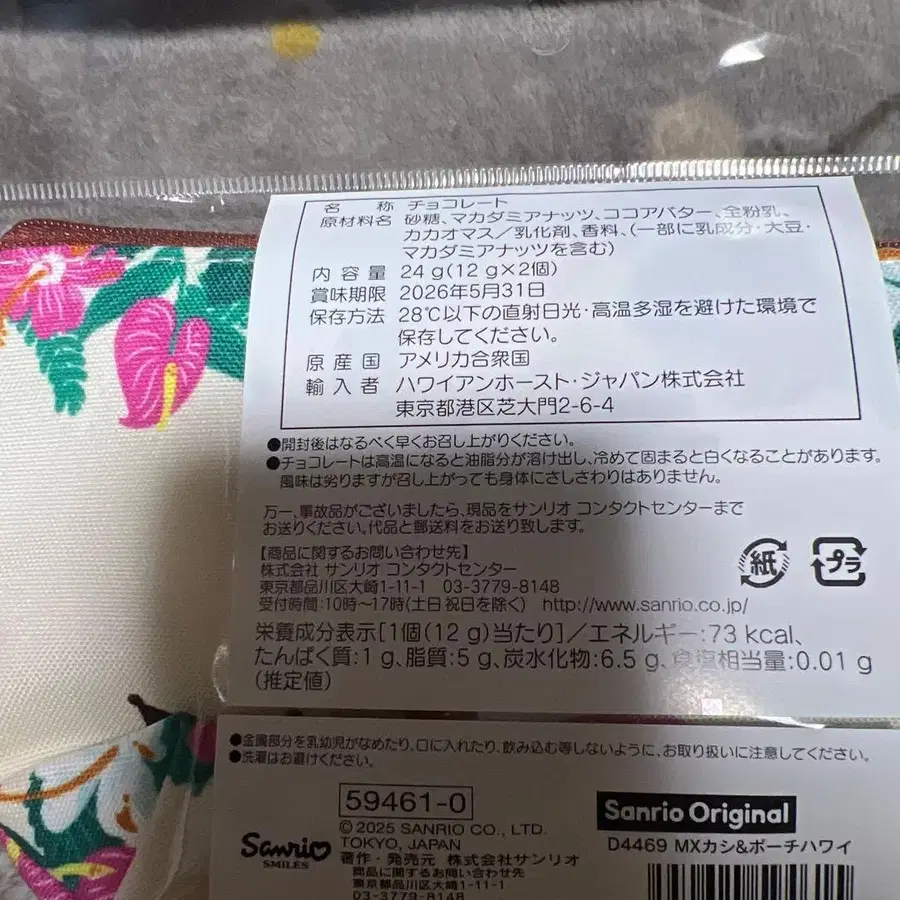 名　称 チョコレート
原材料名 砂糖、マカダミアナッツ、ココアバター、全粉乳、
カカオマス／乳化剤、香料、(一部に乳成分・大豆・
マカダミアナッツを含む)
内 容 量 24 g(12 g×2個)
賞味期限 2026年5月31日
保存方法 28℃以下の直射日光・高温多湿を避けた環境で
保存してください。
原 産 国 アメリカ合衆国
輸 入 者 ハワイアンホースト・ジャパン株式会社
東京都港区芝大門2-6-4
●開封後はなるべく早くお召し上がりください。
●チョコレートは高温になると油脂分が溶け出し、冷めて固まると白くなることがあります。
風味は劣りますが召し上がっても身体にさしさわりはありません。
万一、事故品がございましたら、現品をサンリオ コンタクトセンターまで
お送りください。代品と郵送料をお送り致します。
【商品に関するお問い合わせ先】
株式会社 サンリオ コンタクトセンター
東京都品川区大崎1-11-1　03-3779-8148
受付時間:10時～17時(土日祝日を除く)　http://www.sanrio.co.jp/
紙 プラ
栄養成分表示[1個(12 g)当たり]／エネルギー:73 kcal、
たんぱく質:1 g、脂質:5 g、炭水化物:6.5 g、食塩相当量:0.01 g
(推定値)
●金属部分を乳幼児がなめたり、口に入れたり、飲み込む等しないように、お取り扱いに注意してください。
●洗濯はお避けください。
59461-0
Sanrio Original
© 2025 SANRIO CO., LTD.
TOKYO, JAPAN
D4469 MXカシ&ポーチハワイ
Sanrio
SMILES
著作・発売元 株式会社サンリオ
商品に関するお問い合わせ先
東京都品川区大崎1-11-1
03-3779-8148